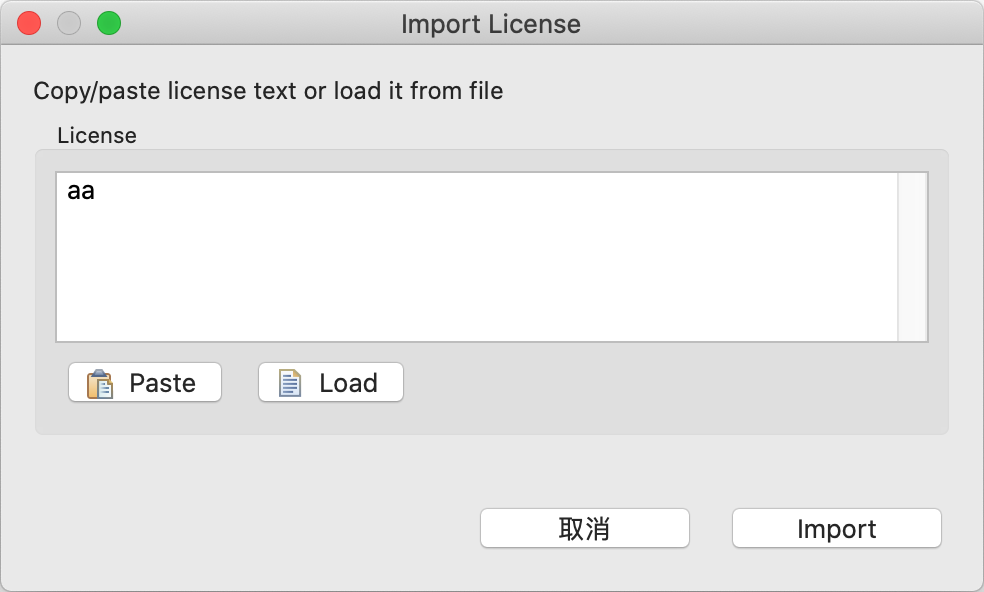 Import License
Copy/paste license text or load it from file
License
aa
Paste
Load
取消
Import